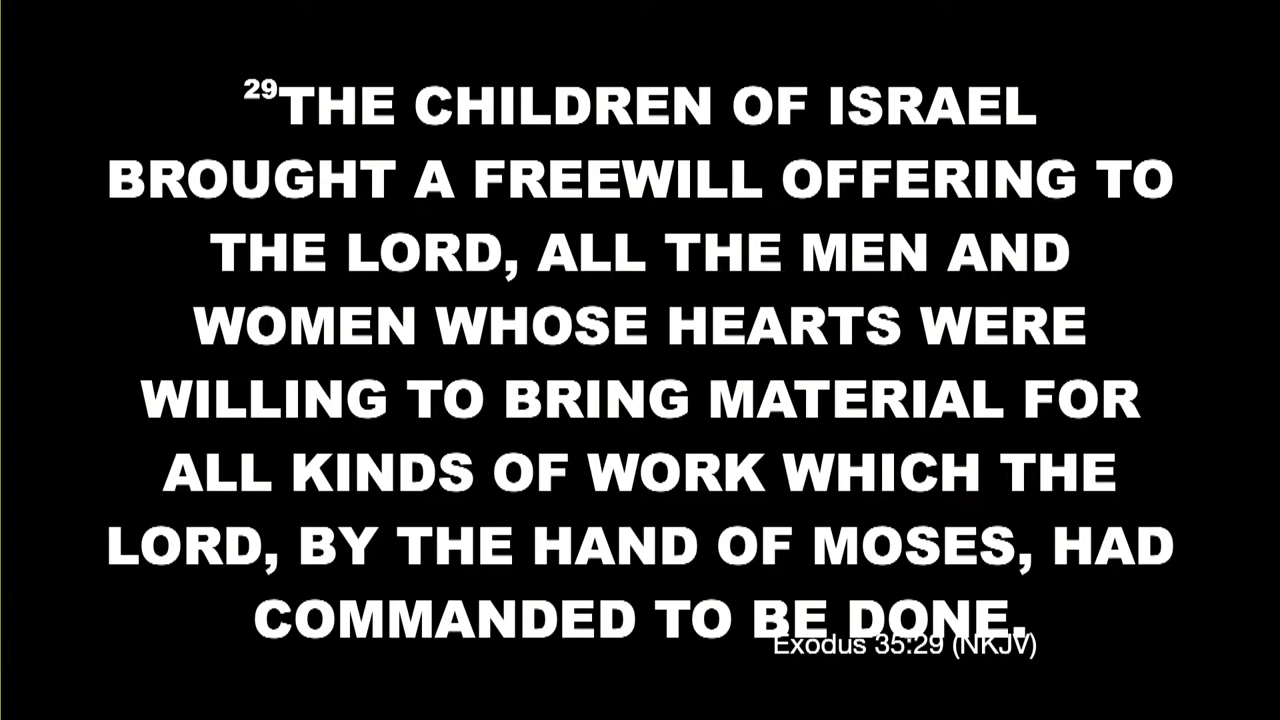 29THE CHILDREN OF ISRAEL
BROUGHT A FREEWILL OFFERING TO
THE LORD, ALL THE MEN AND
WOMEN WHOSE HEARTS WERE
WILLING TO BRING MATERIAL FOR
ALL KINDS OF WORK WHICH THE
LORD, BY THE HAND OF MOSES, HAD
COMMANDED TO BE DONE.
Exodus 35:29 (NKJV)